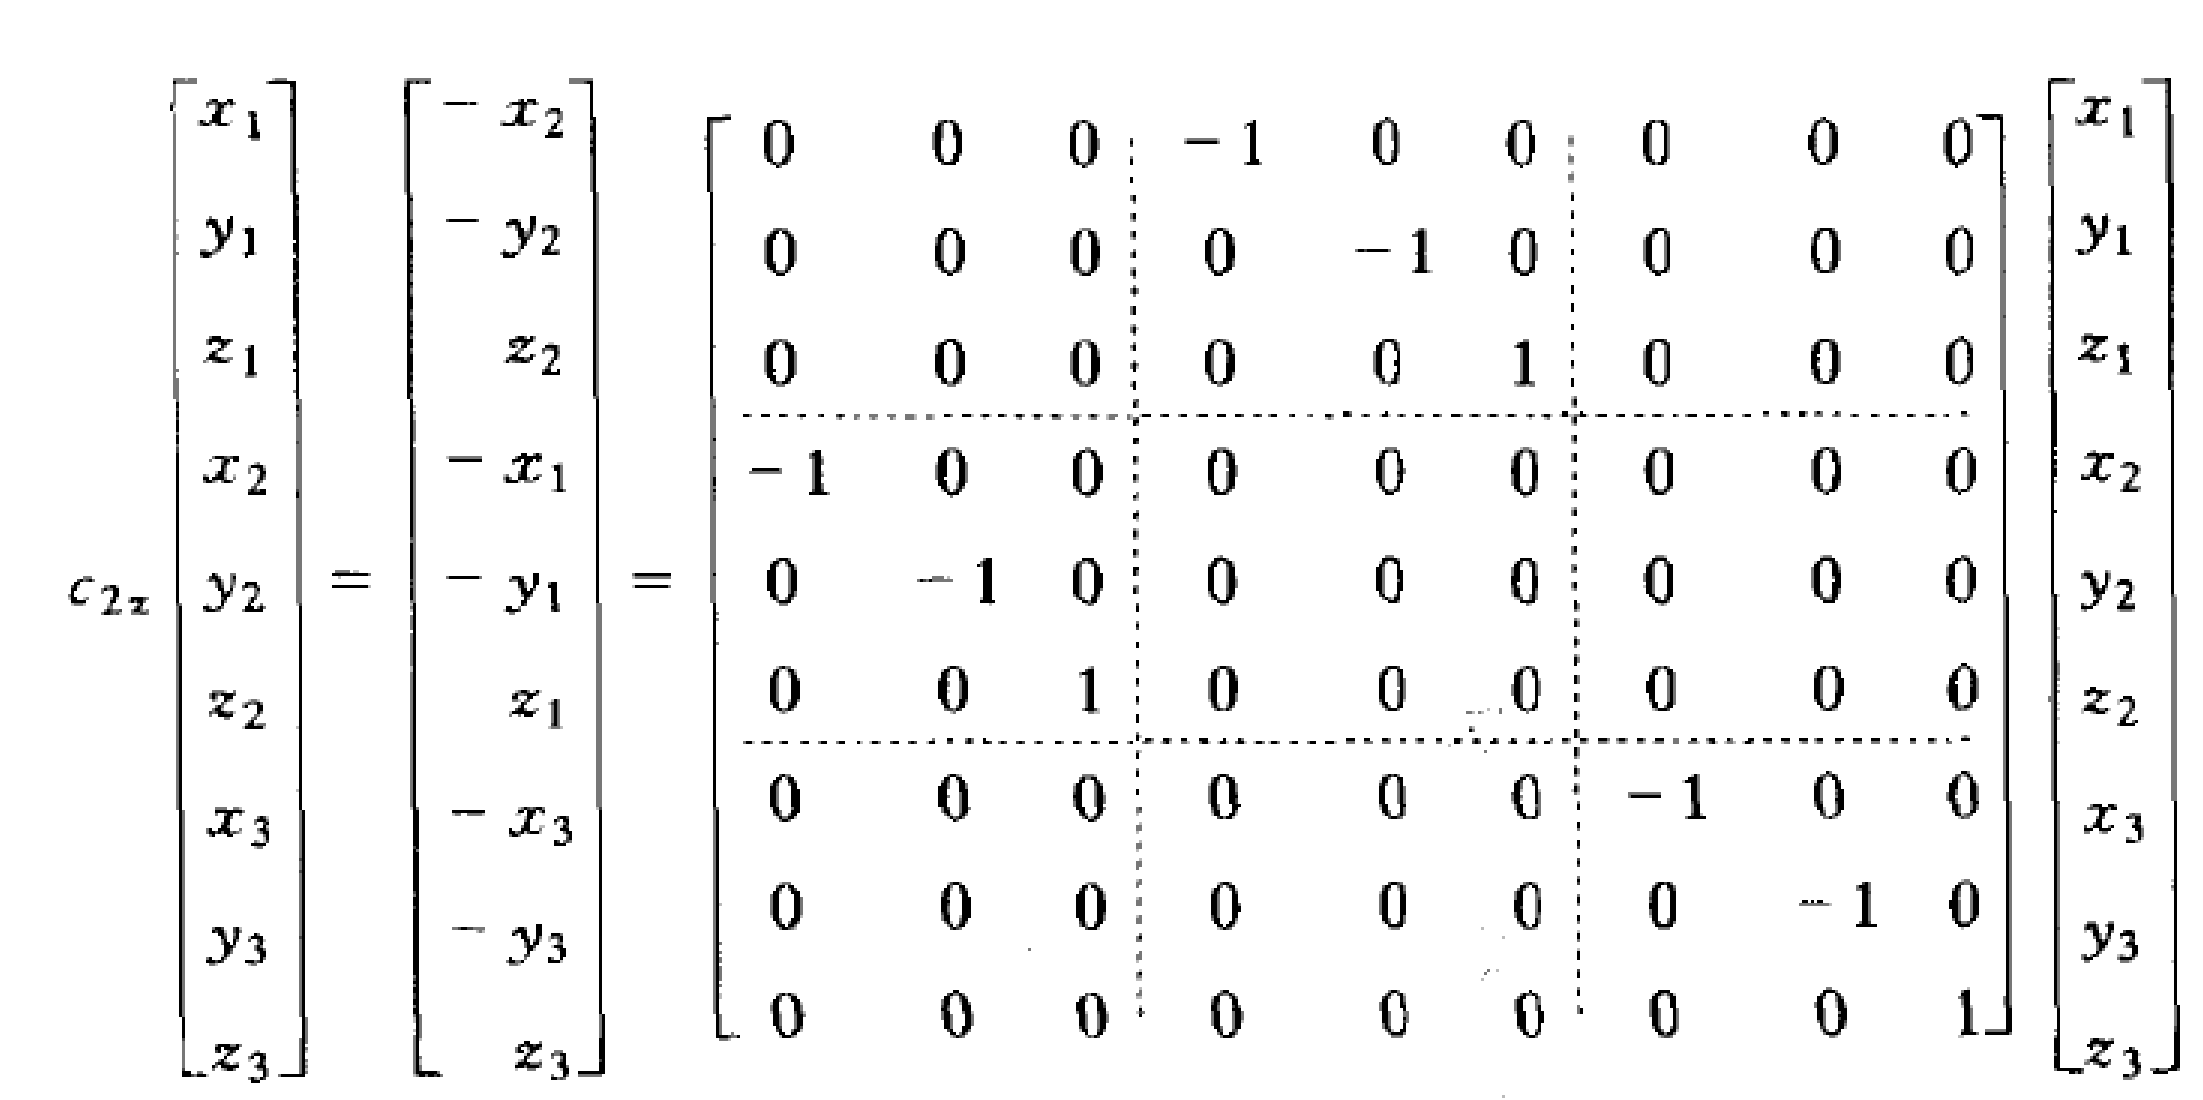 $$c_{2z} \begin{bmatrix} x_1 \\ y_1 \\ z_1 \\ x_2 \\ y_2 \\ z_2 \\ x_3 \\ y_3 \\ z_3 \end{bmatrix} = \begin{bmatrix} -x_2 \\ -y_2 \\ z_2 \\ -x_1 \\ -y_1 \\ z_1 \\ -x_3 \\ -y_3 \\ z_3 \end{bmatrix} = \left[\begin{array}{ccc:ccc:ccc} 0 & 0 & 0 & -1 & 0 & 0 & 0 & 0 & 0 \\ 0 & 0 & 0 & 0 & -1 & 0 & 0 & 0 & 0 \\ 0 & 0 & 0 & 0 & 0 & 1 & 0 & 0 & 0 \\ \hdashline -1 & 0 & 0 & 0 & 0 & 0 & 0 & 0 & 0 \\ 0 & -1 & 0 & 0 & 0 & 0 & 0 & 0 & 0 \\ 0 & 0 & 1 & 0 & 0 & 0 & 0 & 0 & 0 \\ \hdashline 0 & 0 & 0 & 0 & 0 & 0 & -1 & 0 & 0 \\ 0 & 0 & 0 & 0 & 0 & 0 & 0 & -1 & 0 \\ 0 & 0 & 0 & 0 & 0 & 0 & 0 & 0 & 1 \end{array}\right] \begin{bmatrix} x_1 \\ y_1 \\ z_1 \\ x_2 \\ y_2 \\ z_2 \\ x_3 \\ y_3 \\ z_3 \end{bmatrix}$$